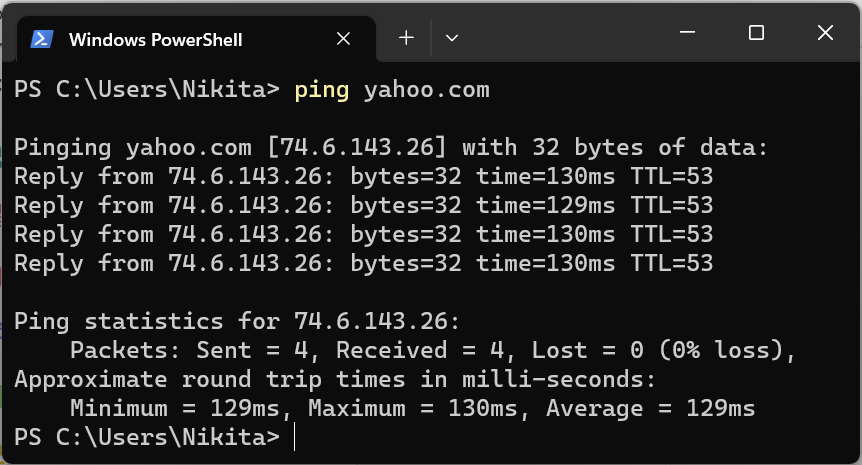 Windows PowerShell
PS C:\Users\Nikita> ping yahoo.com
Pinging yahoo.com [74.6.143.26] with 32 bytes of data:
Reply from 74.6.143.26: bytes=32 time=130ms TTL=53
Reply from 74.6.143.26: bytes=32 time=129ms TTL=53
Reply from 74.6.143.26: bytes=32 time=130ms TTL=53
Reply from 74.6.143.26: bytes=32 time=130ms TTL=53
Ping statistics for 74.6.143.26:
    Packets: Sent = 4, Received = 4, Lost = 0 (0% loss),
Approximate round trip times in milli-seconds:
    Minimum = 129ms, Maximum = 130ms, Average = 129ms
PS C:\Users\Nikita>